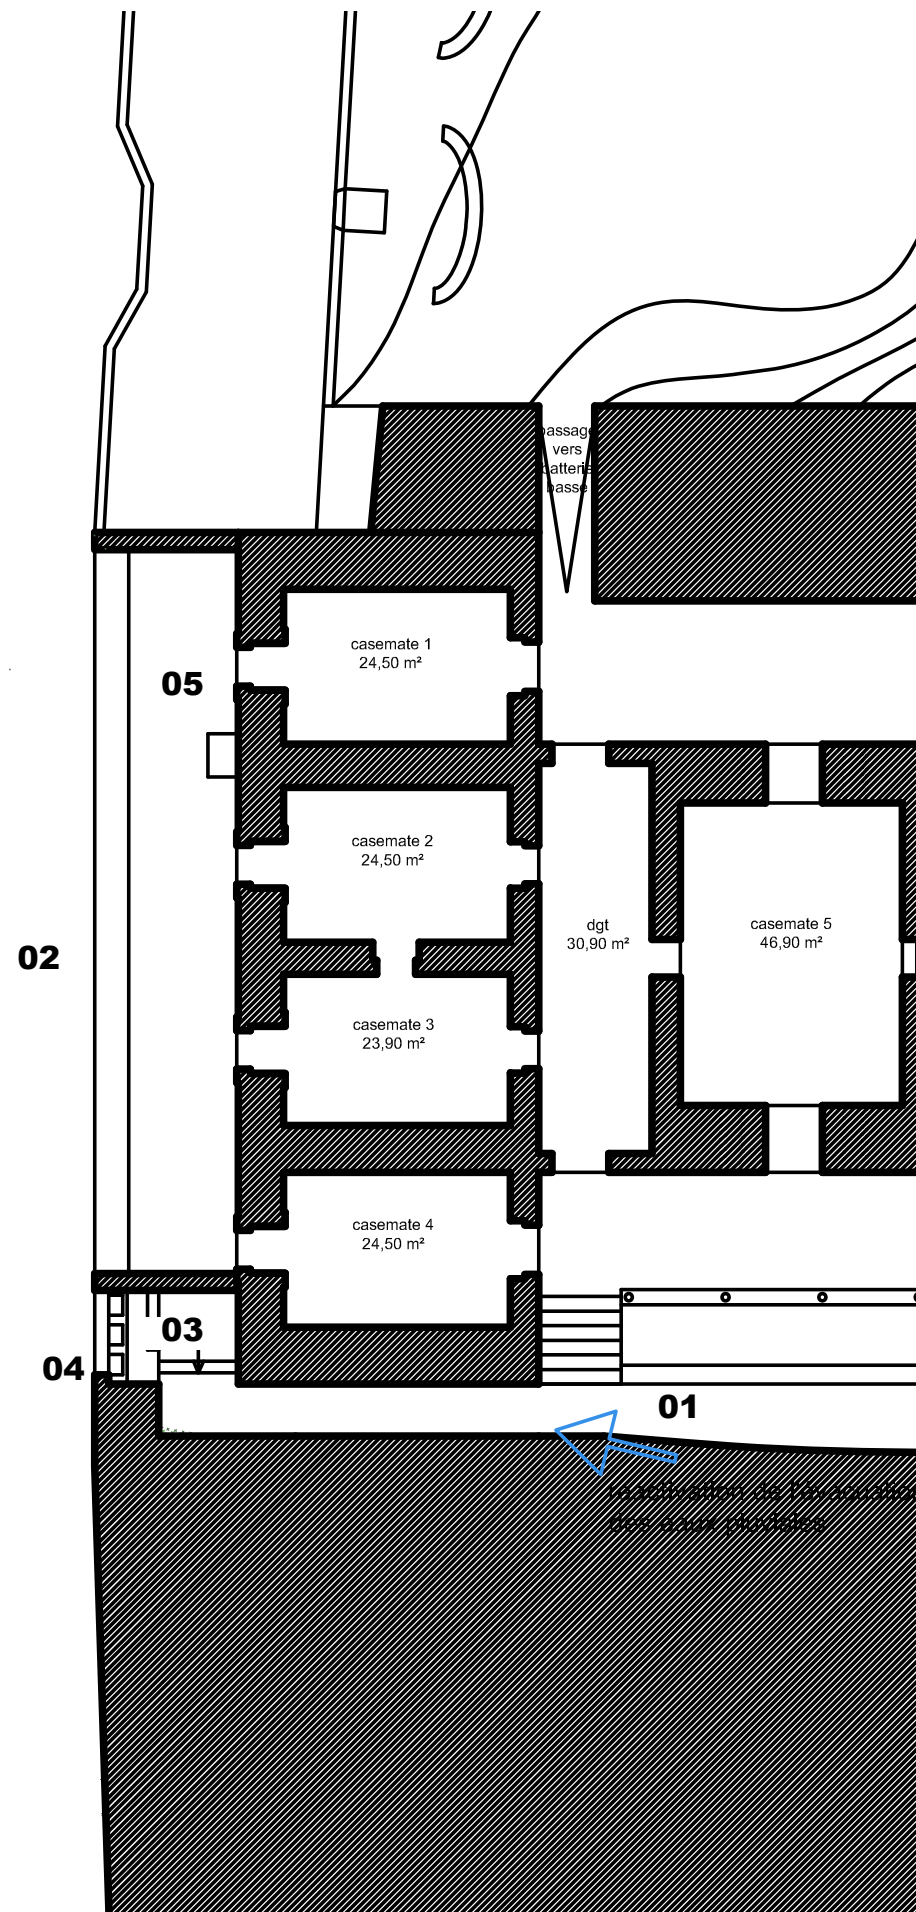 vers
basse
casemate 1
24,50 m²
05
casemate 2
24,50 m²
dgt
30,90 m²
casemate 5
46,90 m²
02
casemate 3
23,90 m²
casemate 4
24,50 m²
03
04
01
réactivation de l'évacuation
des eaux pluviales